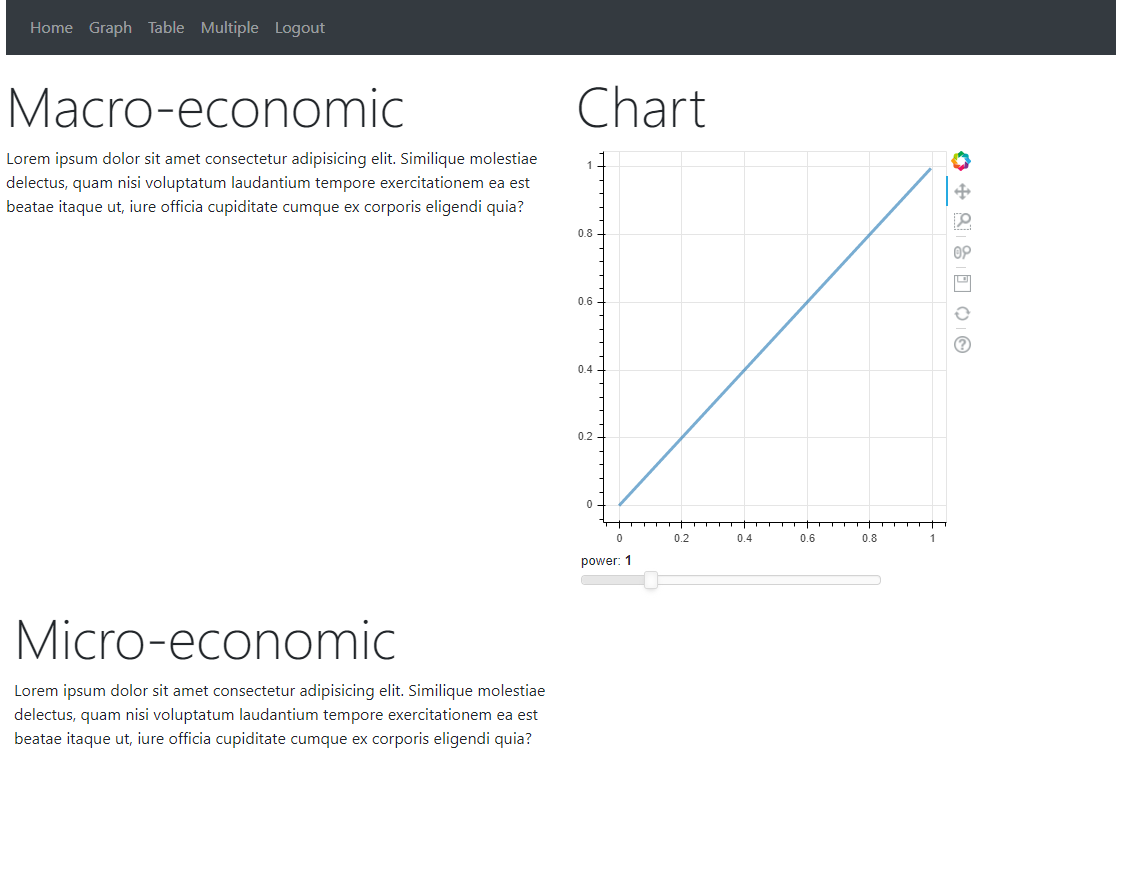 Home Graph Table Multiple Logout
Macro-economic
Lorem ipsum dolor sit amet consectetur adipisicing elit. Similique molestiae
delectus, quam nisi voluptatum laudantium tempore exercitationem ea est
beatae itaque ut, iure officia cupiditate cumque ex corporis eligendi quia?
Chart
1
0.8
0.6
0.4
0.2
0
0 0.2 0.4 0.6 0.8 1
power: 1
Micro-economic
Lorem ipsum dolor sit amet consectetur adipisicing elit. Similique molestiae
delectus, quam nisi voluptatum laudantium tempore exercitationem ea est
beatae itaque ut, iure officia cupiditate cumque ex corporis eligendi quia?